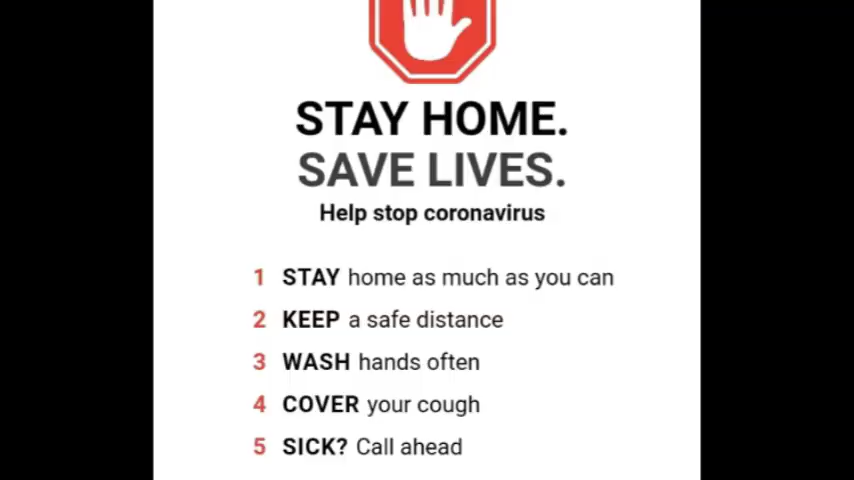 STAY HOME.
SAVE LIVES.
Help stop coronavirus
1 STAY home as much as you can
2 KEEP a safe distance
3 WASH hands often
4 COVER your cough
5 SICK? Call ahead